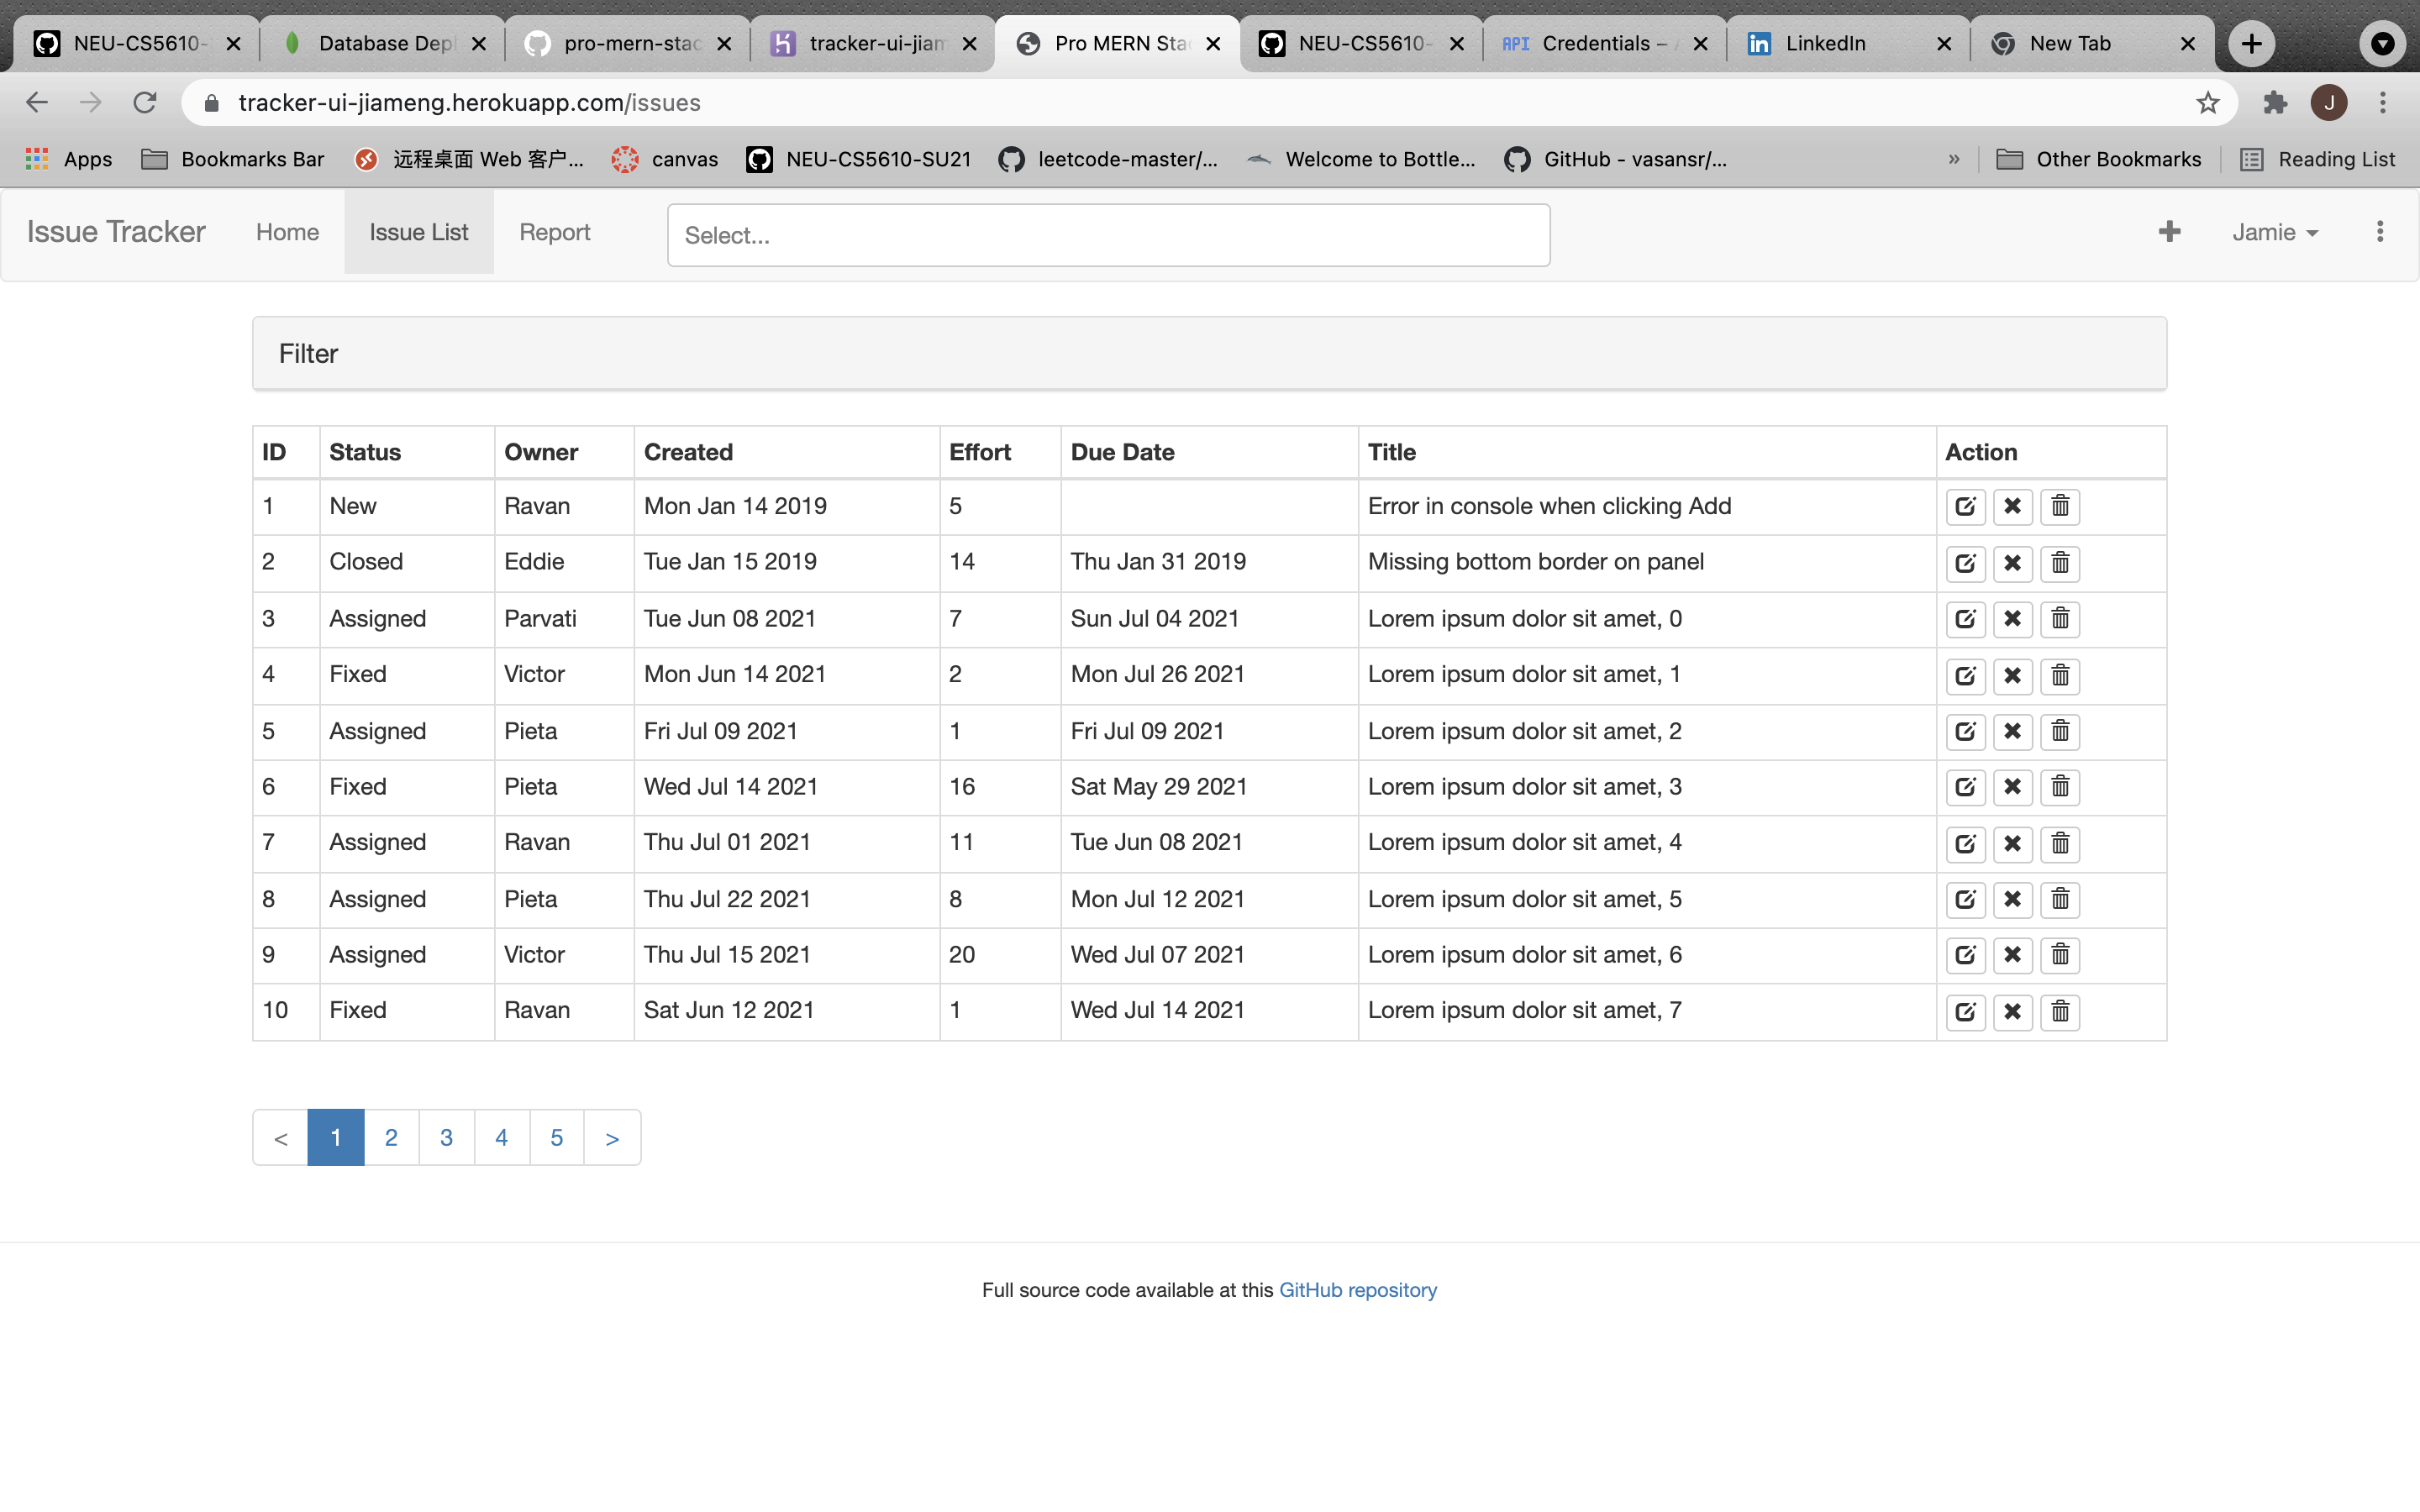 NEU-CS5610- Database Dep pro-mern-stac tracker-ui-jiam Pro MERN Sta NEU-CS5610- API Credentials – LinkedIn New Tab
tracker-ui-jiameng.herokuapp.com/issues J
Apps Bookmarks Bar 远程桌面 Web 客户... canvas NEU-CS5610-SU21 leetcode-master/... Welcome to Bottle... GitHub - vasansr/... » Other Bookmarks Reading List
Issue Tracker Home Issue List Report Select... Jamie
Filter
ID Status Owner Created Effort Due Date Title Action
1 New Ravan Mon Jan 14 2019 5 Error in console when clicking Add
2 Closed Eddie Tue Jan 15 2019 14 Thu Jan 31 2019 Missing bottom border on panel
3 Assigned Parvati Tue Jun 08 2021 7 Sun Jul 04 2021 Lorem ipsum dolor sit amet, 0
4 Fixed Victor Mon Jun 14 2021 2 Mon Jul 26 2021 Lorem ipsum dolor sit amet, 1
5 Assigned Pieta Fri Jul 09 2021 1 Fri Jul 09 2021 Lorem ipsum dolor sit amet, 2
6 Fixed Pieta Wed Jul 14 2021 16 Sat May 29 2021 Lorem ipsum dolor sit amet, 3
7 Assigned Ravan Thu Jul 01 2021 11 Tue Jun 08 2021 Lorem ipsum dolor sit amet, 4
8 Assigned Pieta Thu Jul 22 2021 8 Mon Jul 12 2021 Lorem ipsum dolor sit amet, 5
9 Assigned Victor Thu Jul 15 2021 20 Wed Jul 07 2021 Lorem ipsum dolor sit amet, 6
10 Fixed Ravan Sat Jun 12 2021 1 Wed Jul 14 2021 Lorem ipsum dolor sit amet, 7
< 1 2 3 4 5 >
Full source code available at this GitHub repository